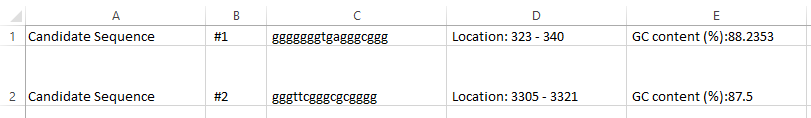 A B C D E
1 Candidate Sequence #1 gggggggtgagggcggg Location: 323 - 340 GC content (%):88.2353
2 Candidate Sequence #2 gggttcgggcgcgggg Location: 3305 - 3321 GC content (%):87.5